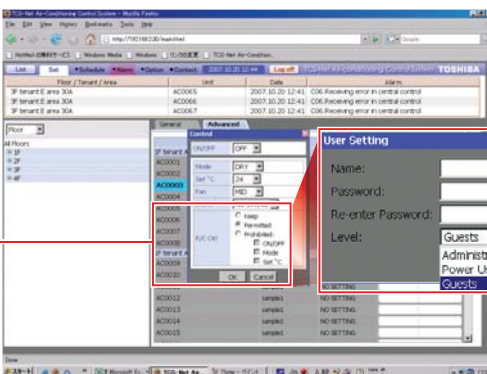 TCS-Net Air-Conditioning Control System - Mozilla Firefox
File Edit View Bookmarks Tools Help
List Set Schedule Alarm Option Contact 2007.10.20 12:44 Log off TCS-Net Air-Conditioning Control System TOSHIBA
Floor / Tenant / Area Unit Date Alarm
3F tenant E area 30A AC0065 2007.10.20 12:41 C06.Receiving error in central control
3F tenant E area 30A AC0066 2007.10.20 12:41 C06.Receiving error in central control
3F tenant E area 30A AC0067 2007.10.20 12:41 C06.Receiving error in central control
Floor
All Floors
1F
2F
3F
4F
General Advanced
Control
ON/OFF OFF
Mode DRY
Set °C 24
Fan MID
R/C Ctrl
Keep
Permitted
Prohibited:
ON/OFF
Mode
Set °C
OK Cancel
AC0001
AC0002
AC0003
AC0004
AC0005
AC0006
AC0007
AC0008
AC0009
AC0010
AC0012 sample1 NO SETTING
AC0013 sample1 NO SETTING
AC0014 sample1 NO SETTING
AC0015 sample1 NO SETTING
User Setting
Name:
Password:
Re-enter Password:
Level: Guests
Guests
Done